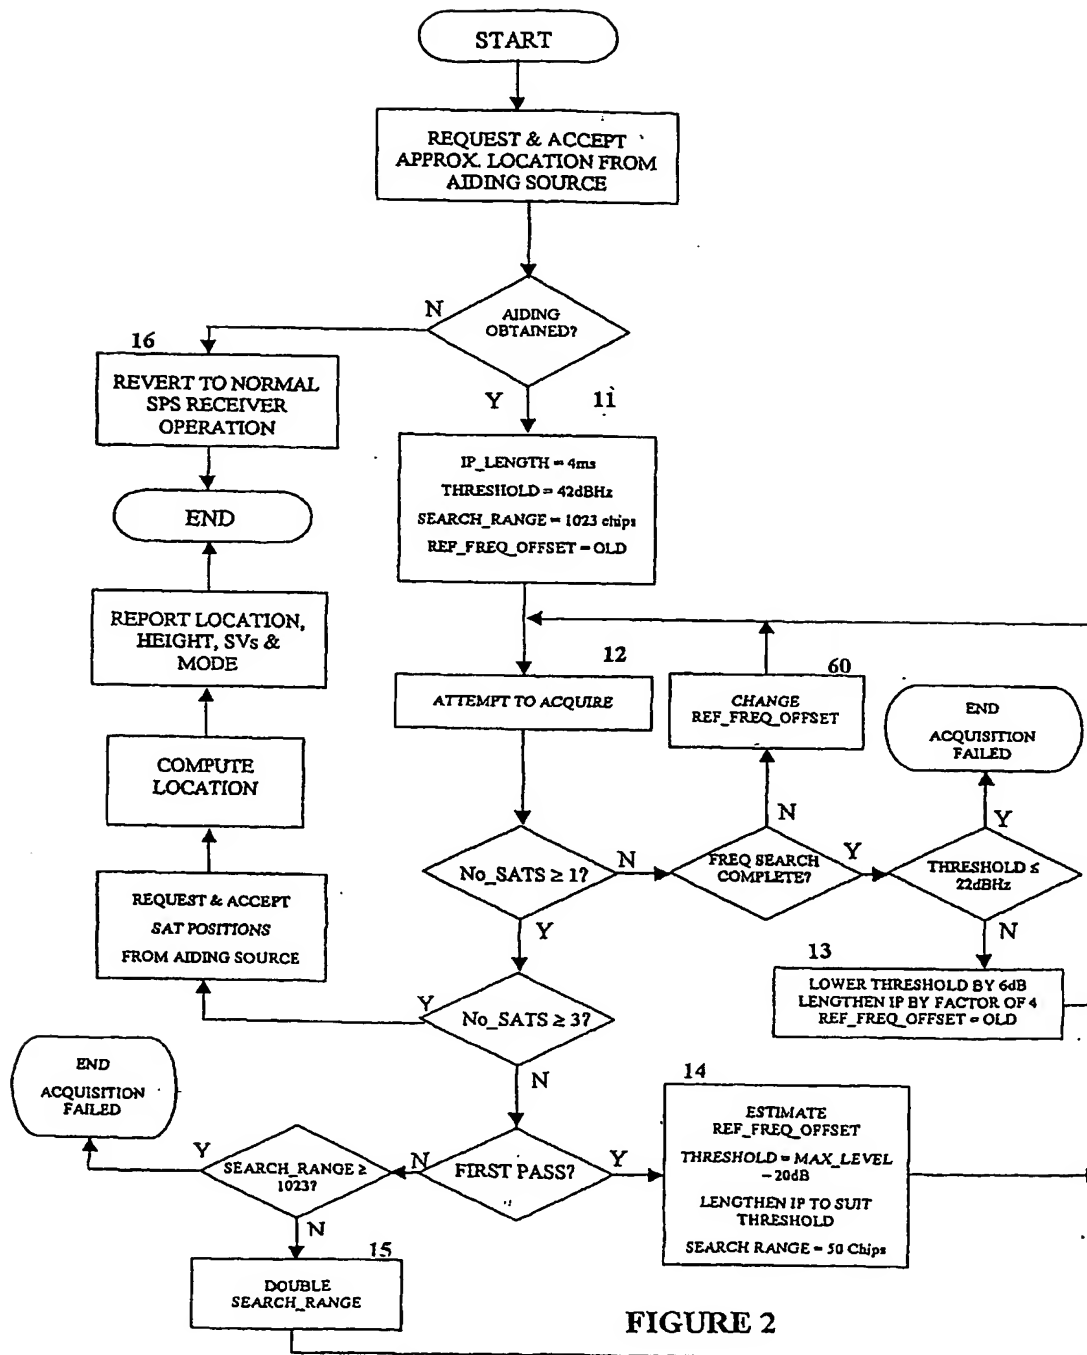 START
REQUEST & ACCEPT
APPROX. LOCATION FROM
AIDING SOURCE
N
AIDING
OBTAINED?
16
REVERT TO NORMAL
SPS RECEIVER
OPERATION
Y
11
IP_LENGTH = 4ms
THRESHOLD = 42dBHz
SEARCH_RANGE = 1023 chips
REF_FREQ_OFFSET = OLD
END
REPORT LOCATION,
HEIGHT, SVs &
MODE
12
ATTEMPT TO ACQUIRE
60
CHANGE
REF_FREQ_OFFSET
END
ACQUISITION
FAILED
COMPUTE
LOCATION
N
Y
No_SATS ≥ 1?
N
FREQ SEARCH
COMPLETE?
Y
THRESHOLD ≤
22dBHz
REQUEST & ACCEPT
SAT POSITIONS
FROM AIDING SOURCE
Y
N
13
LOWER THRESHOLD BY 6dB
LENGTHEN IP BY FACTOR OF 4
REF_FREQ_OFFSET = OLD
Y
No_SATS ≥ 3?
N
END
ACQUISITION
FAILED
14
ESTIMATE
REF_FREQ_OFFSET
THRESHOLD = MAX_LEVEL
- 20dB
LENGTHEN IP TO SUIT
THRESHOLD
SEARCH RANGE = 50 Chips
Y
SEARCH_RANGE ≥
1023?
N
FIRST PASS?
Y
N
15
DOUBLE
SEARCH_RANGE
FIGURE 2